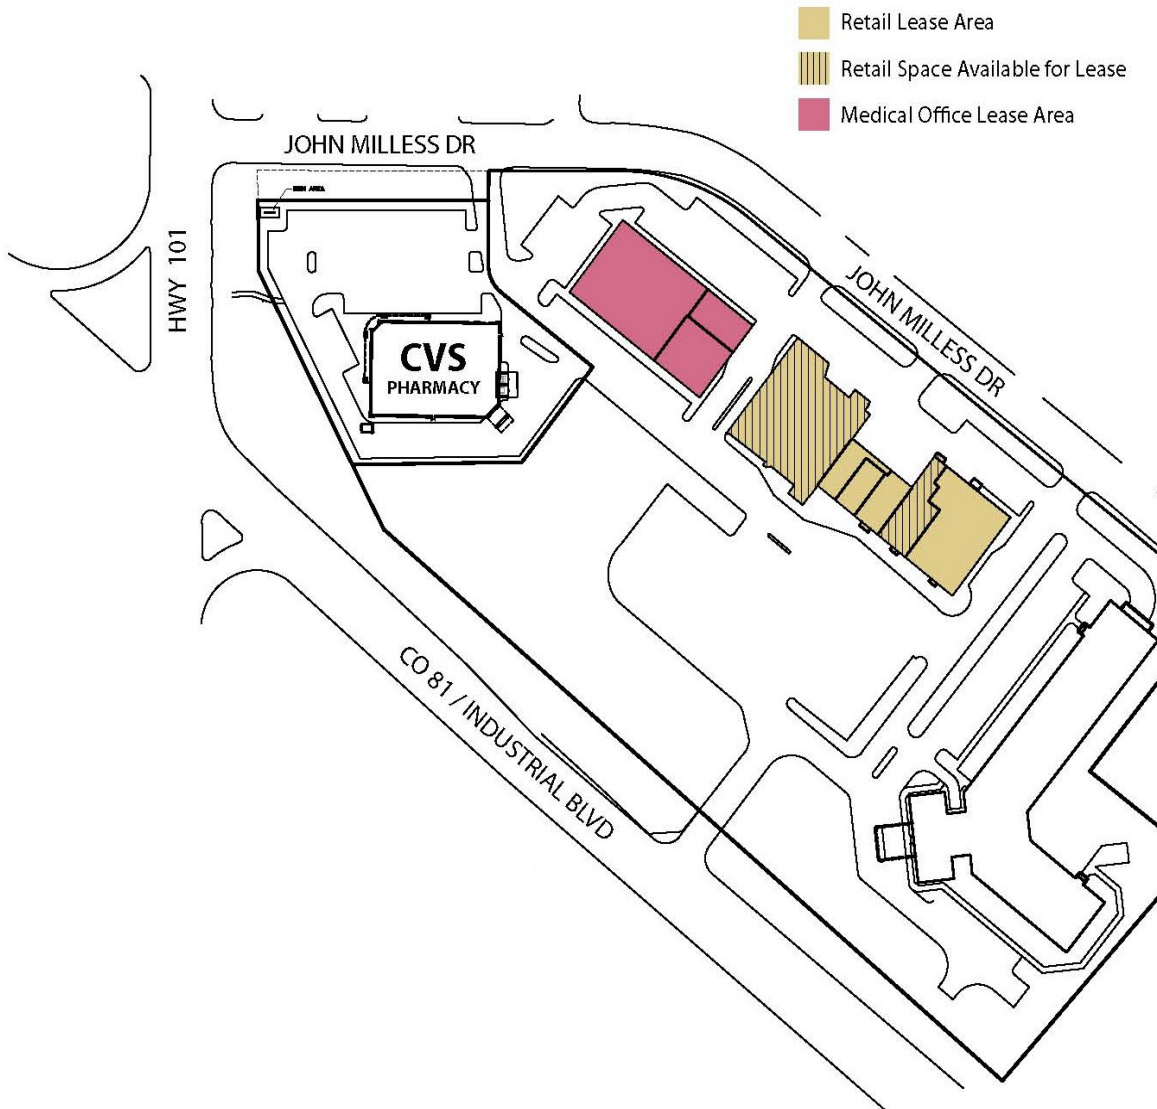 Retail Lease Area
Retail Space Available for Lease
Medical Office Lease Area
JOHN MILLESS DR
HWY 101
JOHN MILLESS DR
CVS
PHARMACY
CO 81 / INDUSTRIAL BLVD